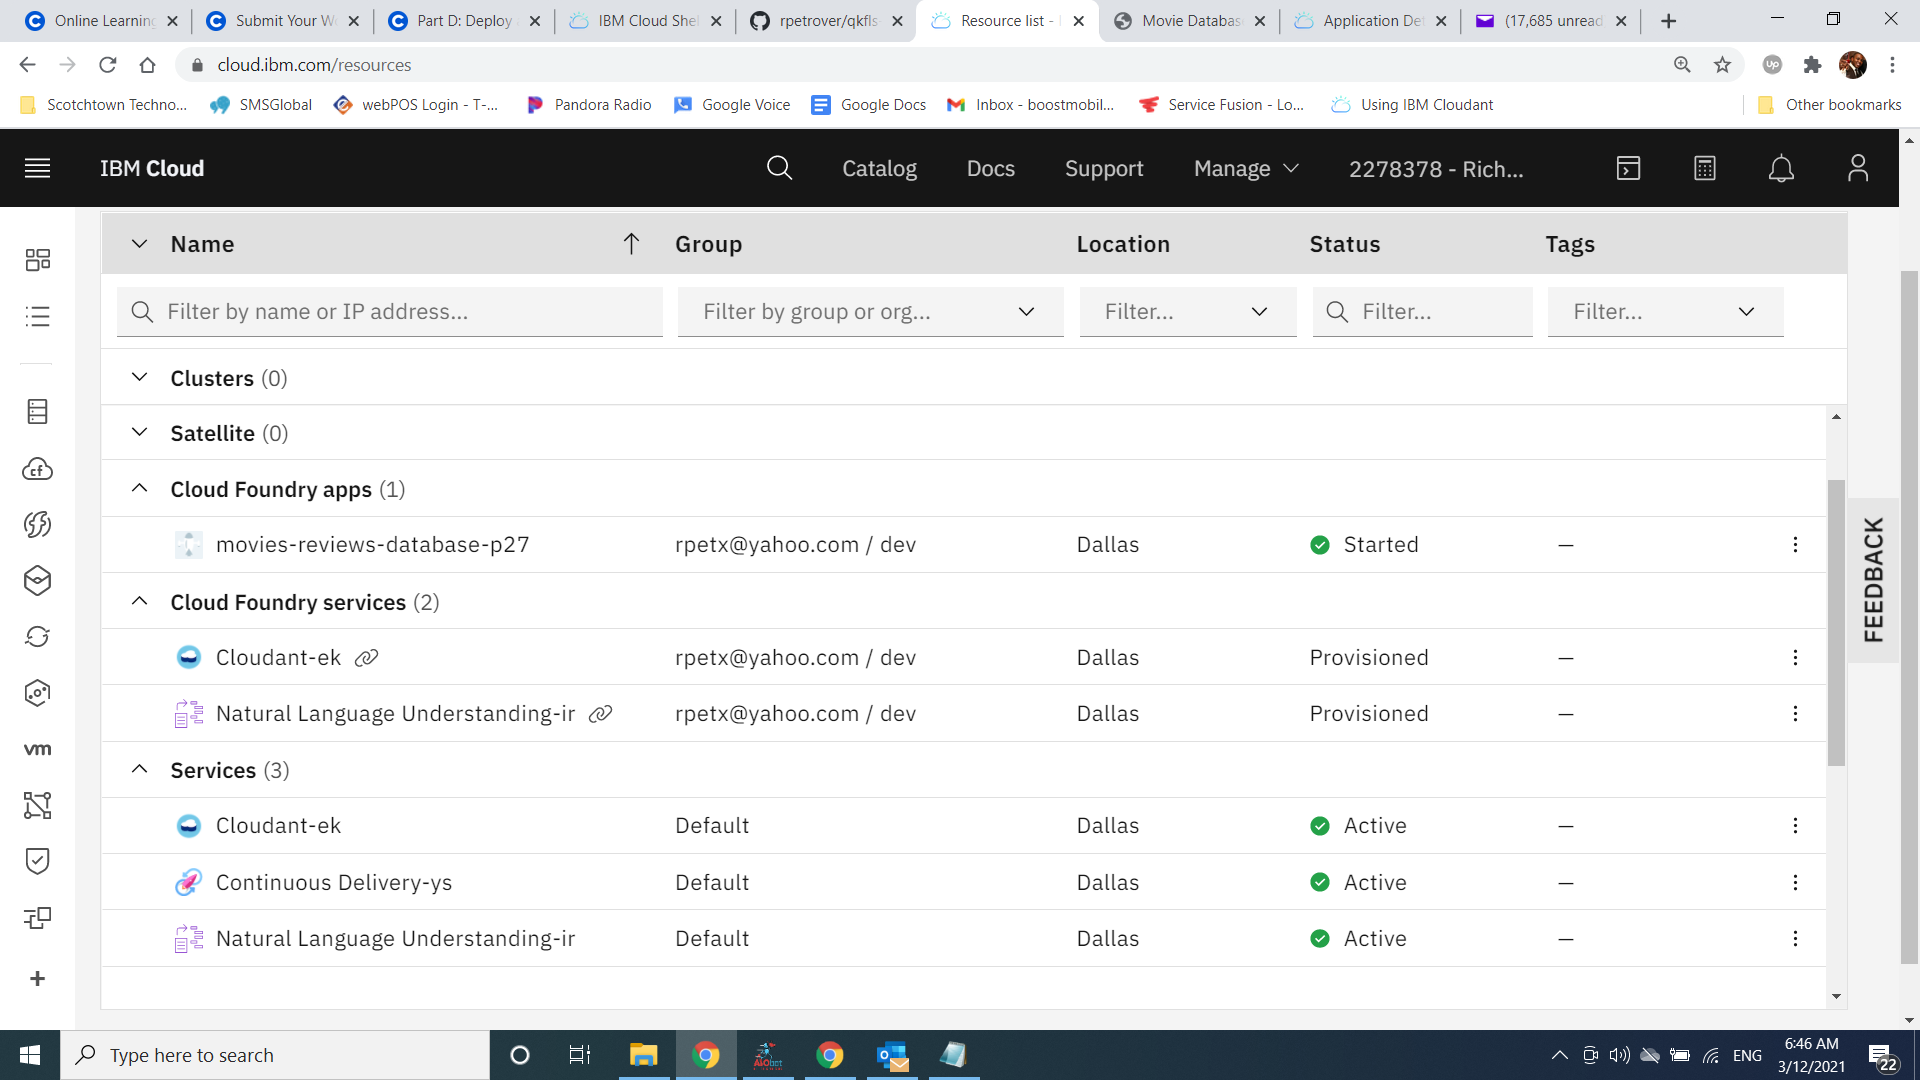 Online Learning
Submit Your W
Part D: Deploy
IBM Cloud She
rpetrover/qkfls
Resource list -
Movie Databas
Application De
(17,685 unread
cloud.ibm.com/resources
Scotchtown Techno...
SMSGlobal
webPOS Login - T-...
Pandora Radio
Google Voice
Google Docs
Inbox - boostmobil...
Service Fusion - Lo...
Using IBM Cloudant
Other bookmarks
IBM Cloud
Catalog
Docs
Support
Manage
2278378 - Rich...
Name
Group
Location
Status
Tags
Filter by name or IP address...
Filter by group or org...
Filter...
Filter...
Filter...
Clusters (0)
Satellite (0)
Cloud Foundry apps (1)
movies-reviews-database-p27 rpetx@yahoo.com / dev Dallas Started —
Cloud Foundry services (2)
Cloudant-ek rpetx@yahoo.com / dev Dallas Provisioned —
Natural Language Understanding-ir rpetx@yahoo.com / dev Dallas Provisioned —
Services (3)
Cloudant-ek Default Dallas Active —
Continuous Delivery-ys Default Dallas Active —
Natural Language Understanding-ir Default Dallas Active —
cf
vm
FEEDBACK
Type here to search
ENG
6:46 AM
3/12/2021
22